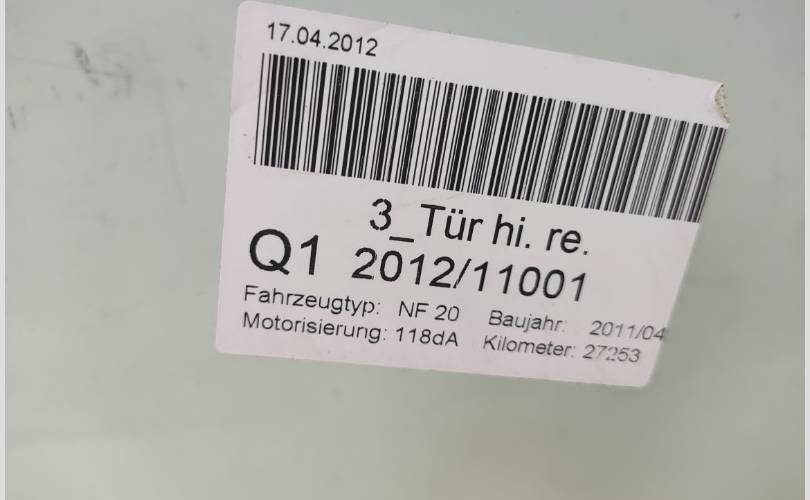 17.04.2012
3_Tür hi. re.
Q1 2012/11001
Fahrzeugtyp: NF 20 Baujahr: 2011/04
Motorisierung: 118dA Kilometer: 27253